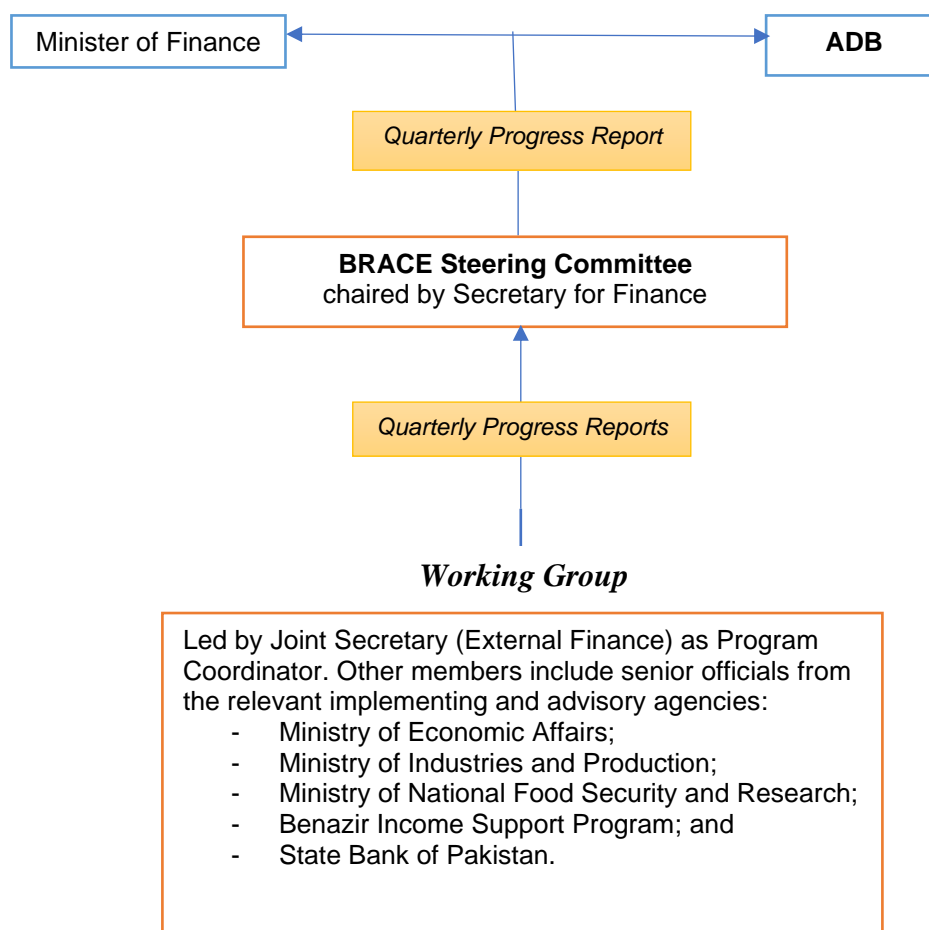 Minister of Finance
ADB
Quarterly Progress Report
BRACE Steering Committee
chaired by Secretary for Finance
Quarterly Progress Reports
Working Group
Led by Joint Secretary (External Finance) as Program
Coordinator. Other members include senior officials from
the relevant implementing and advisory agencies:
- Ministry of Economic Affairs;
- Ministry of Industries and Production;
- Ministry of National Food Security and Research;
- Benazir Income Support Program; and
- State Bank of Pakistan.